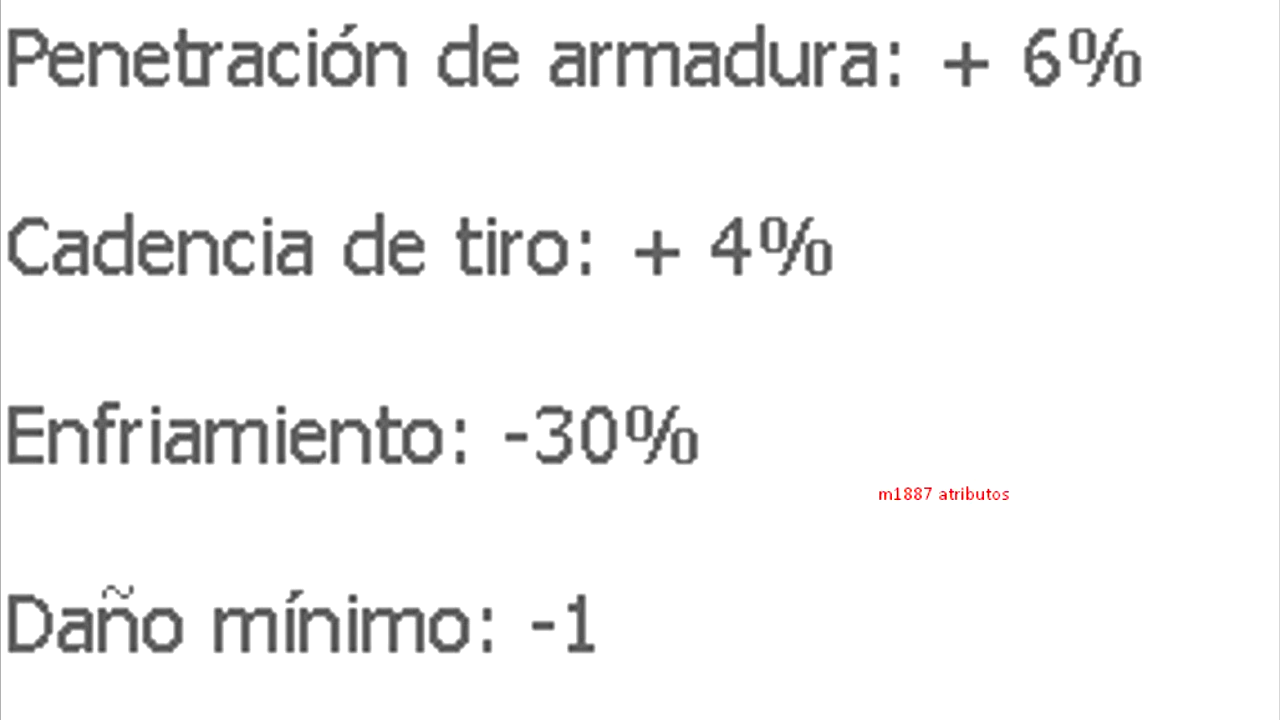 Penetración de armadura: + 6%
Cadencia de tiro: + 4%
Enfriamiento: -30%
m1887 atributos
Daño mínimo: -1